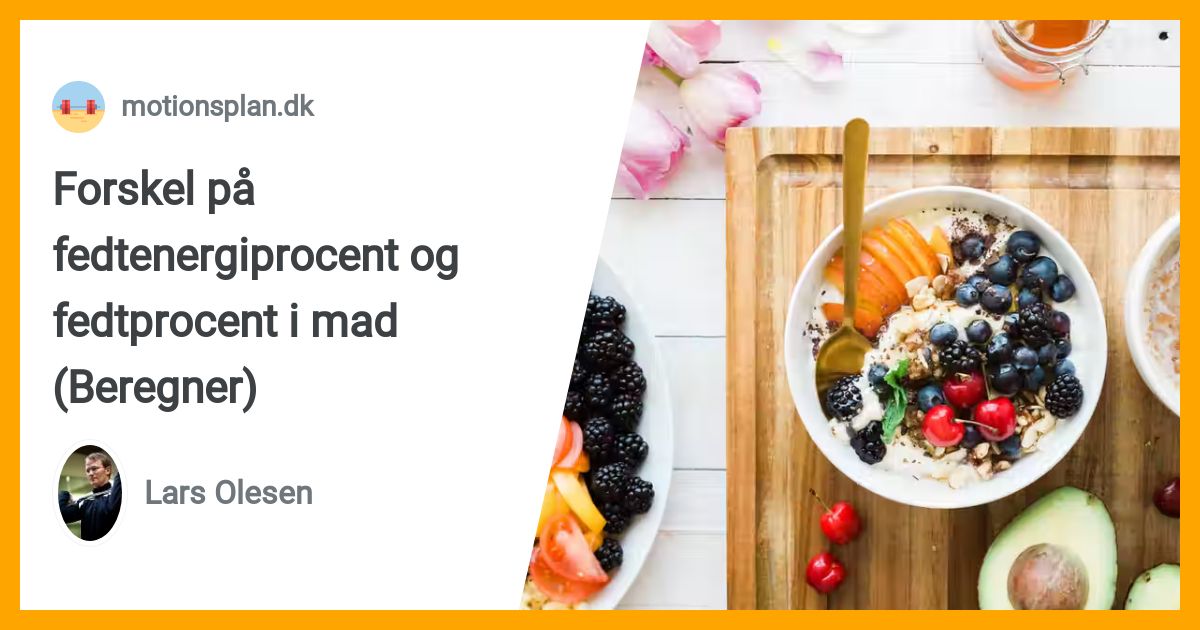 motionsplan.dk
Forskel på
fedtenergiprocent og
fedtprocent i mad
(Beregner)
Lars Olesen